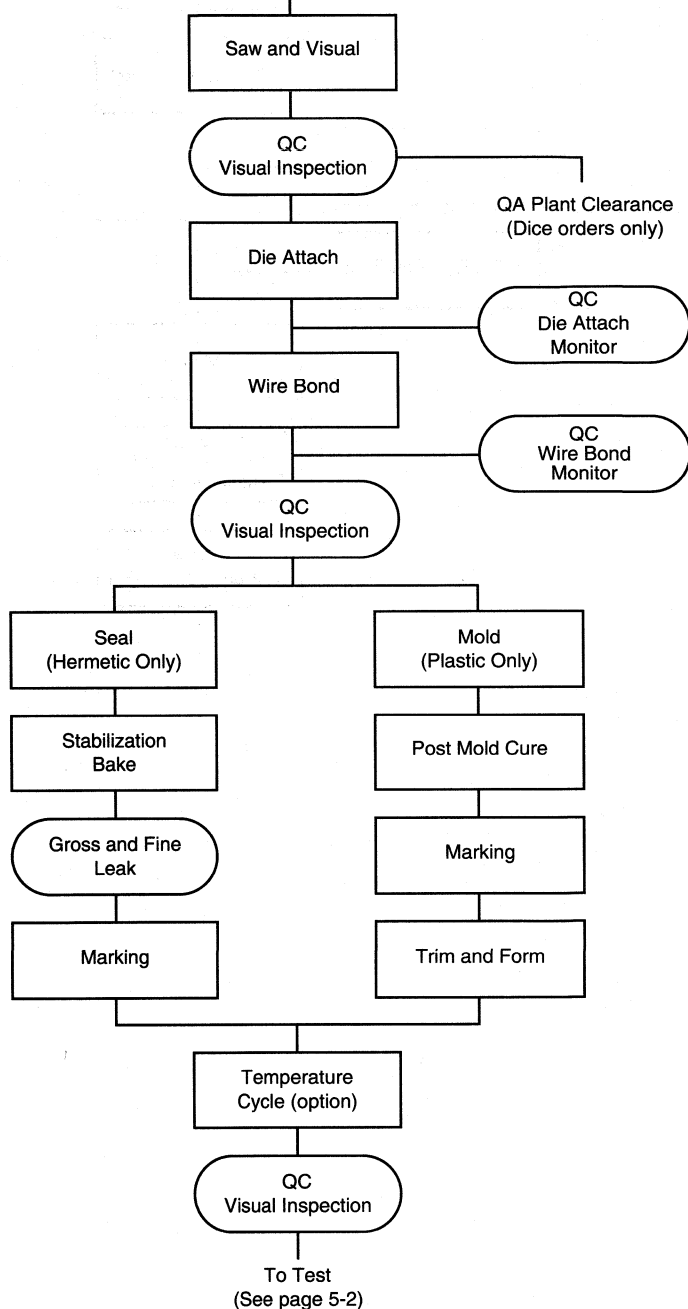 Saw and Visual
QC
Visual Inspection
QA Plant Clearance
(Dice orders only)
Die Attach
QC
Die Attach
Monitor
Wire Bond
QC
Wire Bond
Monitor
QC
Visual Inspection
Seal
(Hermetic Only)
Mold
(Plastic Only)
Stabilization
Bake
Post Mold Cure
Gross and Fine
Leak
Marking
Marking
Trim and Form
Temperature
Cycle (option)
QC
Visual Inspection
To Test
(See page 5-2)